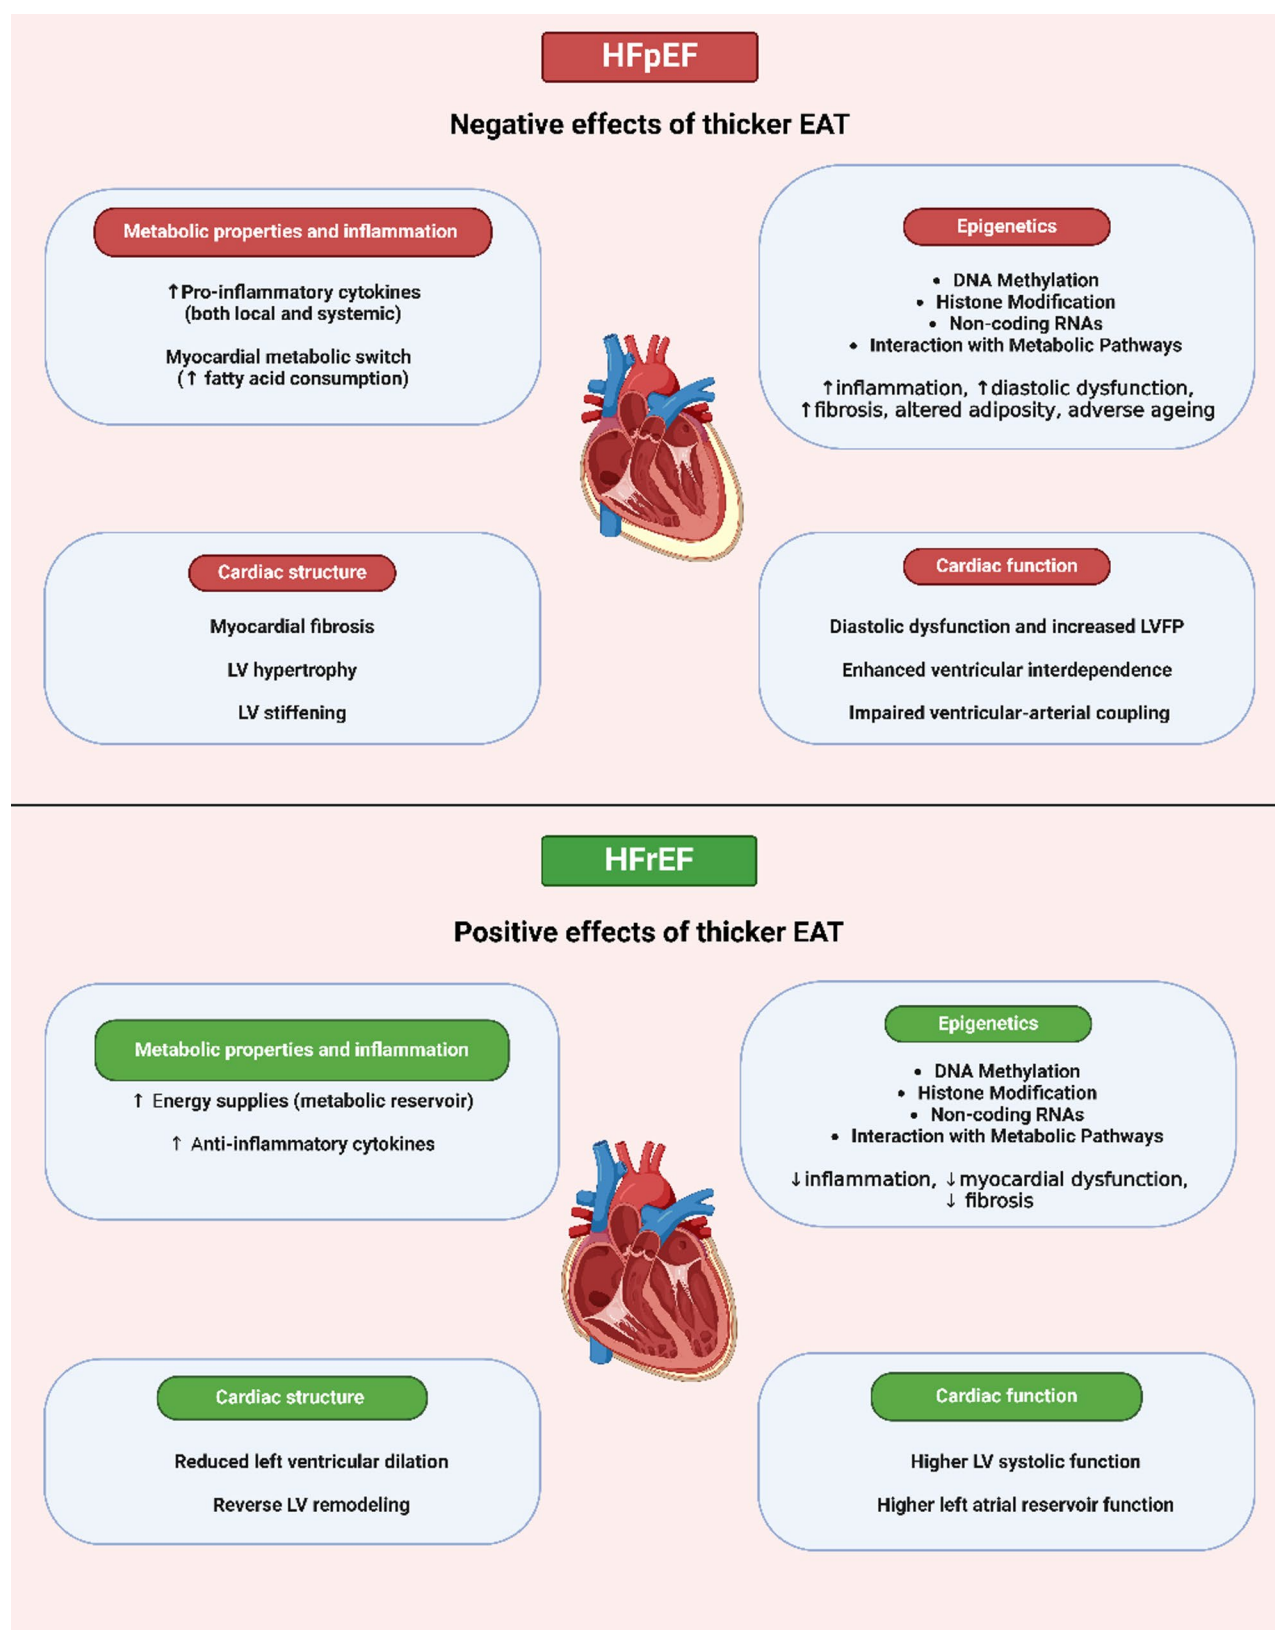 HFpEF
Negative effects of thicker EAT
Metabolic properties and inflammation
↑Pro-inflammatory cytokines
(both local and systemic)
Myocardial metabolic switch
(↑ fatty acid consumption)
Epigenetics
• DNA Methylation
• Histone Modification
• Non-coding RNAs
• Interaction with Metabolic Pathways
↑inflammation, ↑diastolic dysfunction,
↑fibrosis, altered adiposity, adverse ageing
Cardiac structure
Myocardial fibrosis
LV hypertrophy
LV stiffening
Cardiac function
Diastolic dysfunction and increased LVFP
Enhanced ventricular interdependence
Impaired ventricular-arterial coupling
HFrEF
Positive effects of thicker EAT
Metabolic properties and inflammation
↑ Energy supplies (metabolic reservoir)
↑ Anti-inflammatory cytokines
Epigenetics
• DNA Methylation
• Histone Modification
• Non-coding RNAs
• Interaction with Metabolic Pathways
↓inflammation, ↓myocardial dysfunction,
↓ fibrosis
Cardiac structure
Reduced left ventricular dilation
Reverse LV remodeling
Cardiac function
Higher LV systolic function
Higher left atrial reservoir function